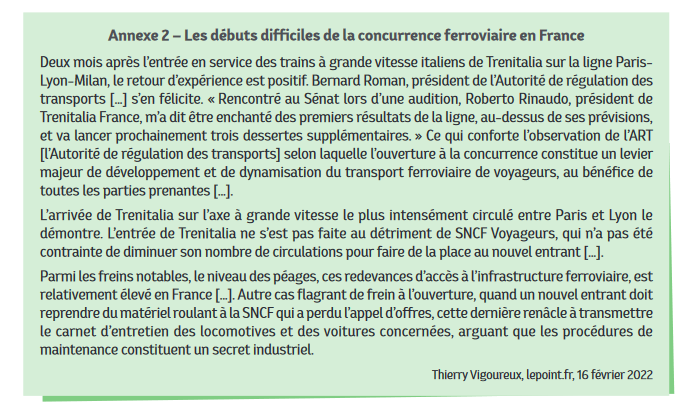 Annexe 2 – Les débuts difficiles de la concurrence ferroviaire en France
Deux mois après l’entrée en service des trains à grande vitesse italiens de Trenitalia sur la ligne Paris-
Lyon-Milan, le retour d’expérience est positif. Bernard Roman, président de l’Autorité de régulation des
transports [...] s’en félicite. « Rencontré au Sénat lors d’une audition, Roberto Rinaudo, président de
Trenitalia France, m’a dit être enchanté des premiers résultats de la ligne, au-dessus de ses prévisions,
et va lancer prochainement trois dessertes supplémentaires. » Ce qui conforte l’observation de l’ART
[l’Autorité de régulation des transports] selon laquelle l’ouverture à la concurrence constitue un levier
majeur de développement et de dynamisation du transport ferroviaire de voyageurs, au bénéfice de
toutes les parties prenantes [...].
L’arrivée de Trenitalia sur l’axe à grande vitesse le plus intensément circulé entre Paris et Lyon le
démontre. L’entrée de Trenitalia ne s’est pas faite au détriment de SNCF Voyageurs, qui n’a pas été
contrainte de diminuer son nombre de circulations pour faire de la place au nouvel entrant [...].
Parmi les freins notables, le niveau des péages, ces redevances d’accès à l’infrastructure ferroviaire, est
relativement élevé en France [...]. Autre cas flagrant de frein à l’ouverture, quand un nouvel entrant doit
reprendre du matériel roulant à la SNCF qui a perdu l’appel d’offres, cette dernière renâcle à transmettre
le carnet d’entretien des locomotives et des voitures concernées, arguant que les procédures de
maintenance constituent un secret industriel.
Thierry Vigoureux, lepoint.fr, 16 février 2022